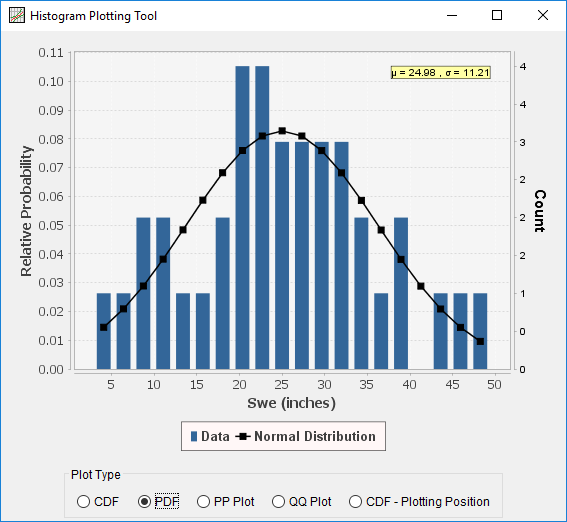 Histogram Plotting Tool
μ = 24.98 , σ = 11.21
Relative Probability
0.11
0.10
0.09
0.08
0.07
0.06
0.05
0.04
0.03
0.02
0.01
0.00
4
4
3
2
2
2
1
0
0
Count
5 10 15 20 25 30 35 40 45 50
Swe (inches)
Data Normal Distribution
Plot Type
CDF PDF PP Plot QQ Plot CDF - Plotting Position